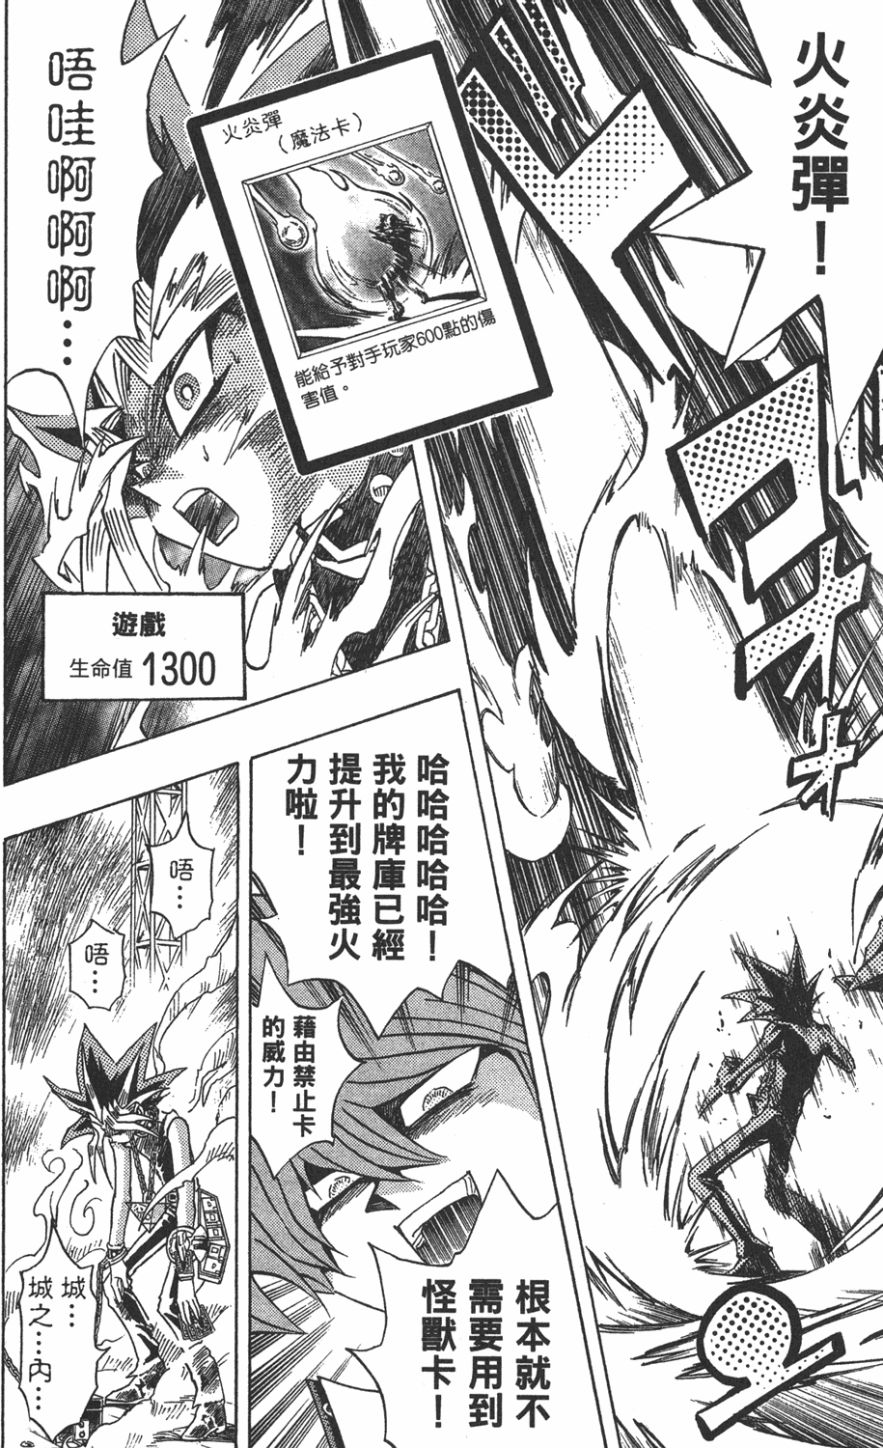 火炎彈！
火炎彈
（魔法卡）
能給予對手玩家600點的傷
害值。
唔哇啊啊啊…
遊戲
生命值1300
哈哈哈哈哈！
我的牌庫已經
提升到最強火
力啦！
藉由禁止卡
的威力！
根本就不
需要用到
怪獸卡！
唔…
唔…
城…
城之…內…